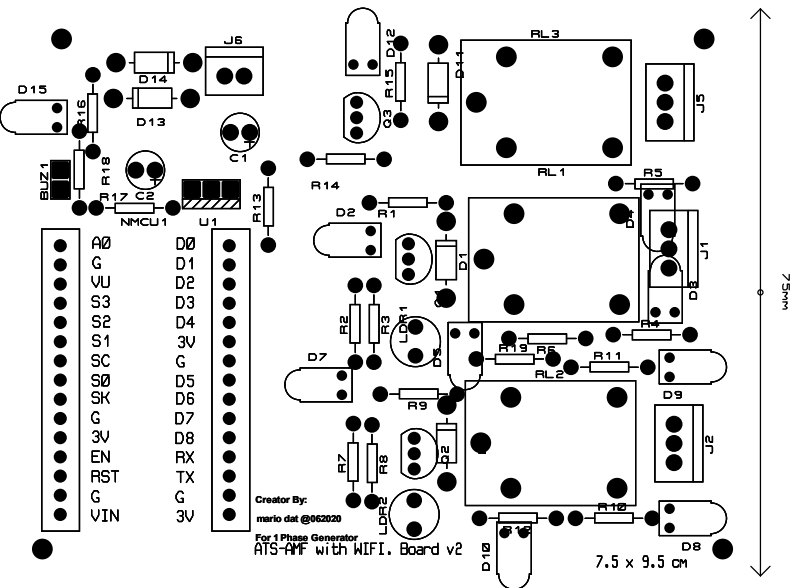 J6
D12
RL3
D11
D14
D15
R16
D13
R15
Q3
J5
C1
BUZ1
R18
C2
R14
RL1
R5
R17
NMCU1
U1
R13
D2
R1
D4
J1
D1
D3
Q1
A0 D0
G D1
VU D2
S3 D3
S2 D4
S1 3V
SC G
S0 D5
SK D6
G D7
3V D8
EN RX
RST TX
G G
VIN 3V
R2
R3
LDR1
D5
R19
R6
R4
R11
D7
RL2
R9
D9
J2
Q2
R7
R8
LDR2
R12
R10
D10
D8
75mm
Creator By:
mario dat @062020
For 1 Phase Generator
ATS-AMF with WIFI. Board v2
7.5 x 9.5 cm